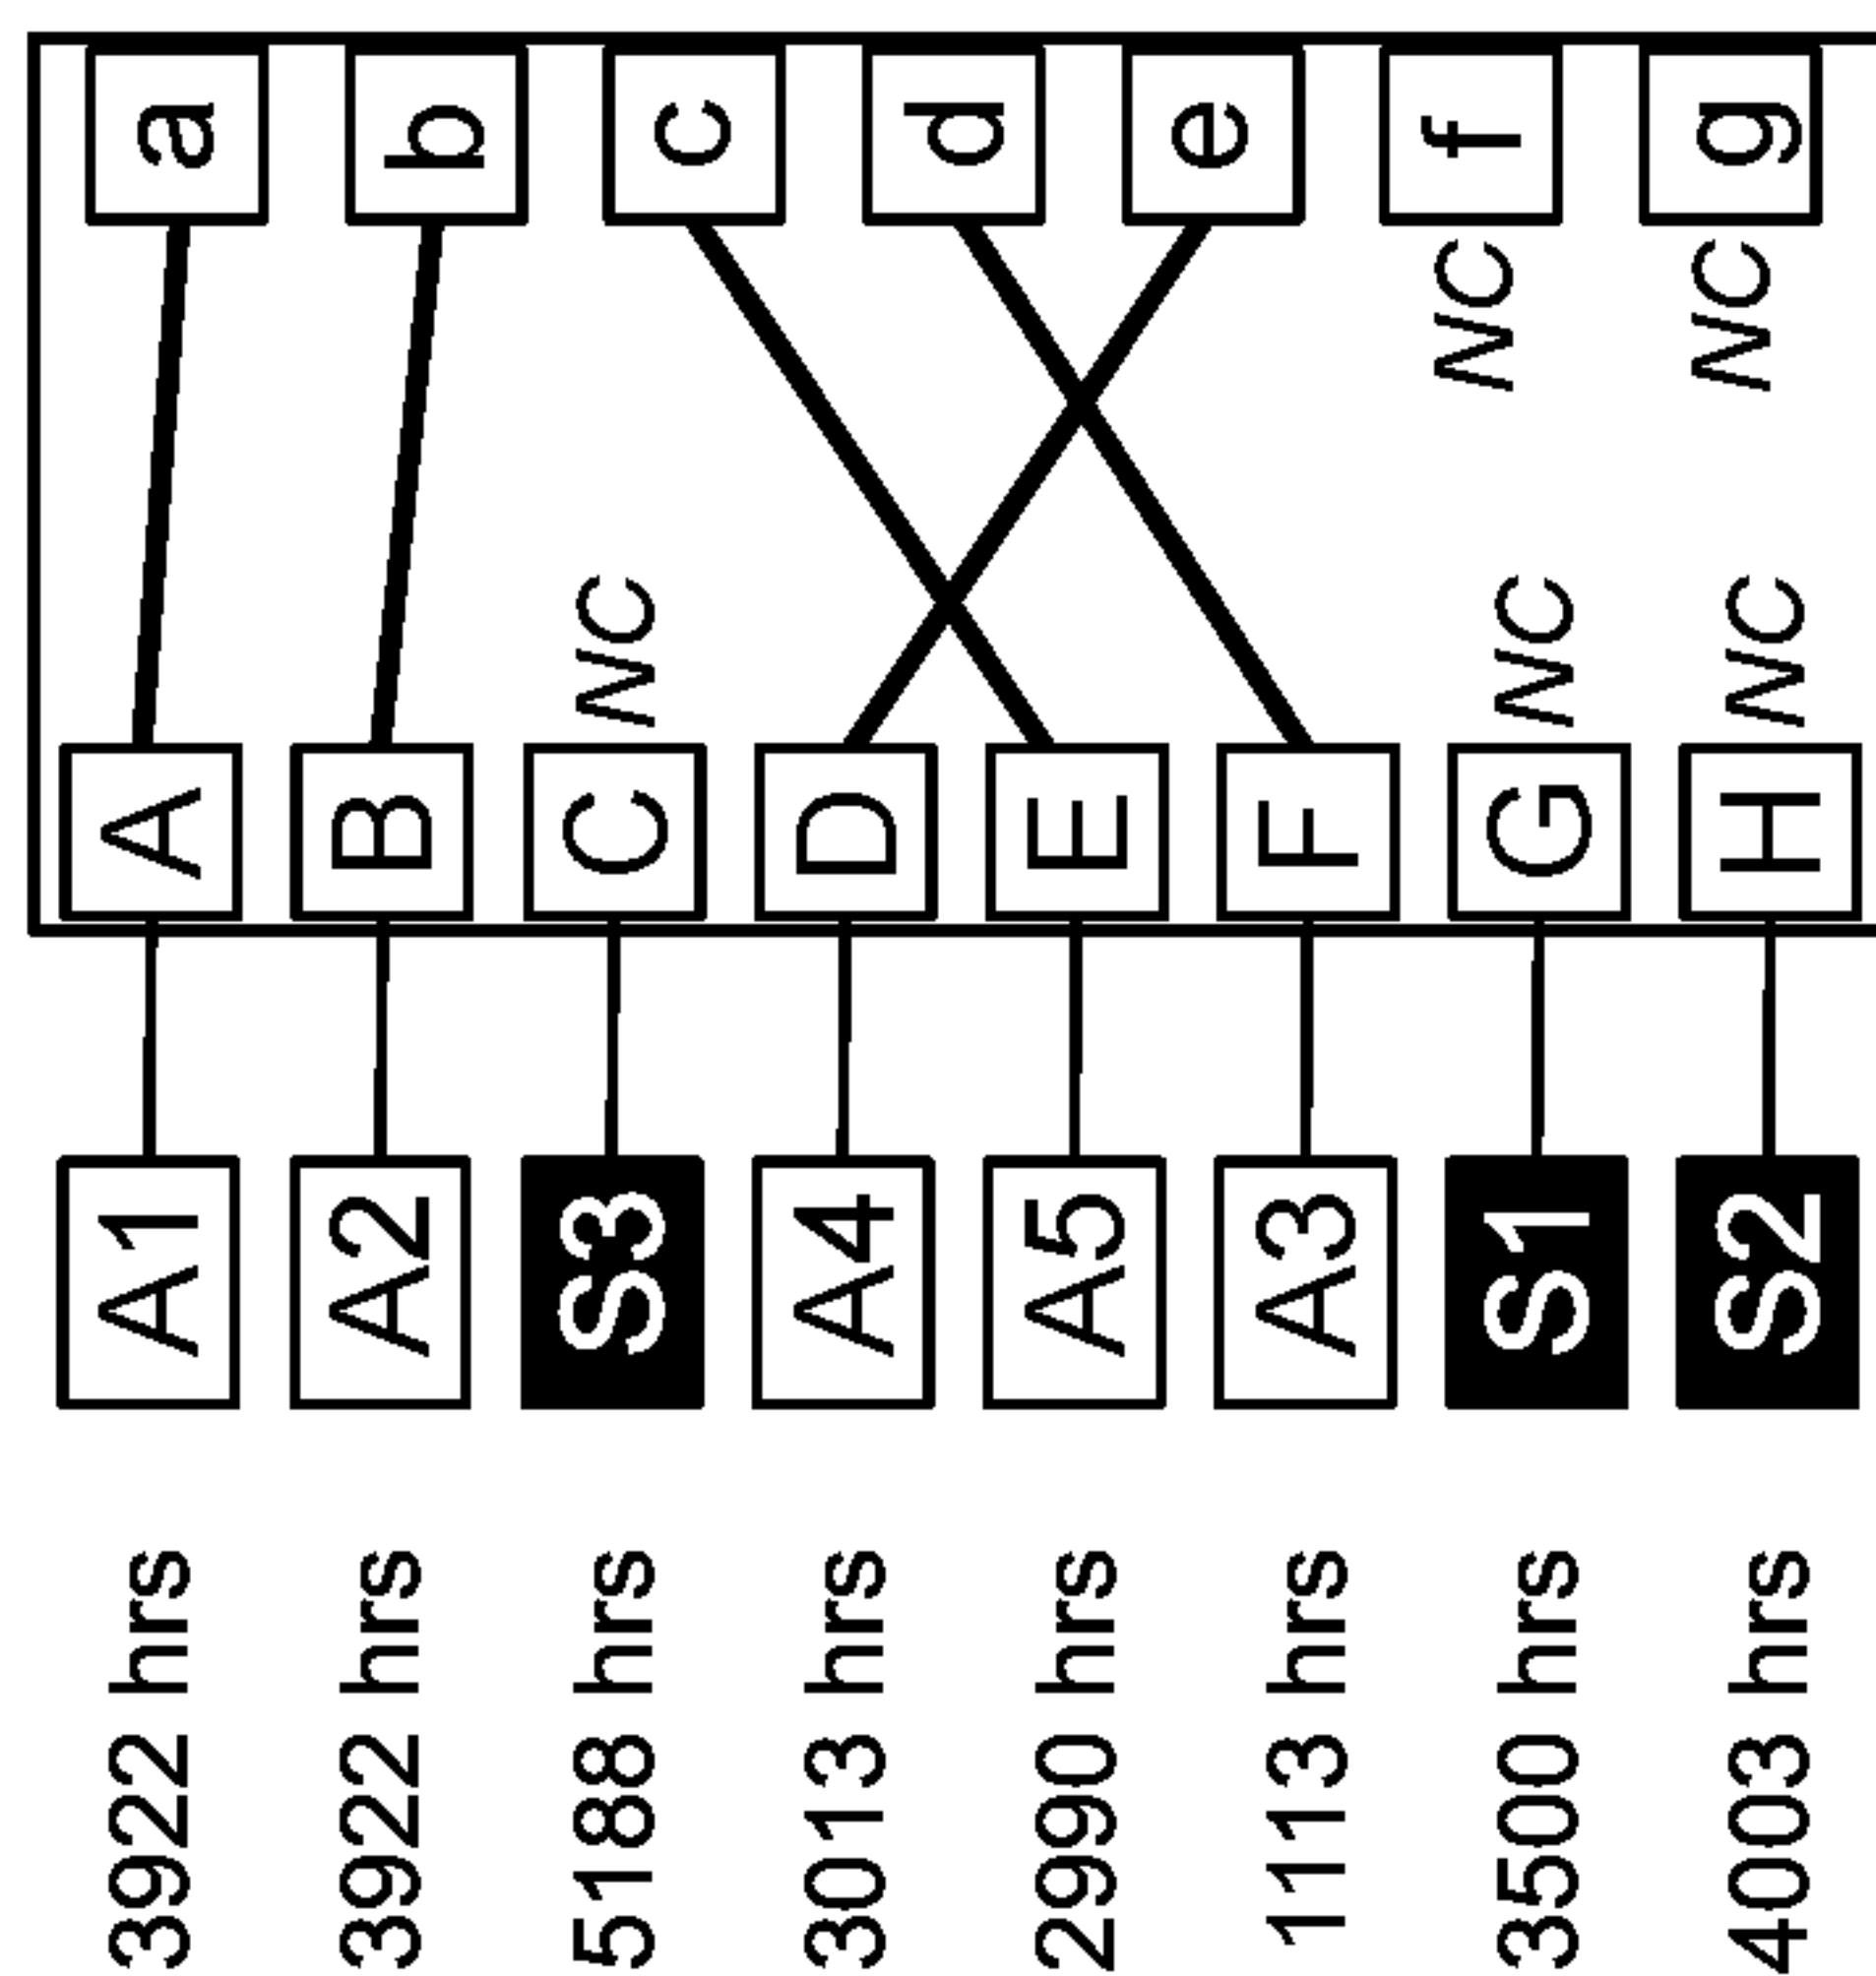 3922 hrs A1 A a
3922 hrs A2 B b
5188 hrs S3 C NC c
3013 hrs A4 D d
2990 hrs A5 E e
1113 hrs A3 F NC f
3500 hrs S1 G NC NC g
4003 hrs S2 H NC